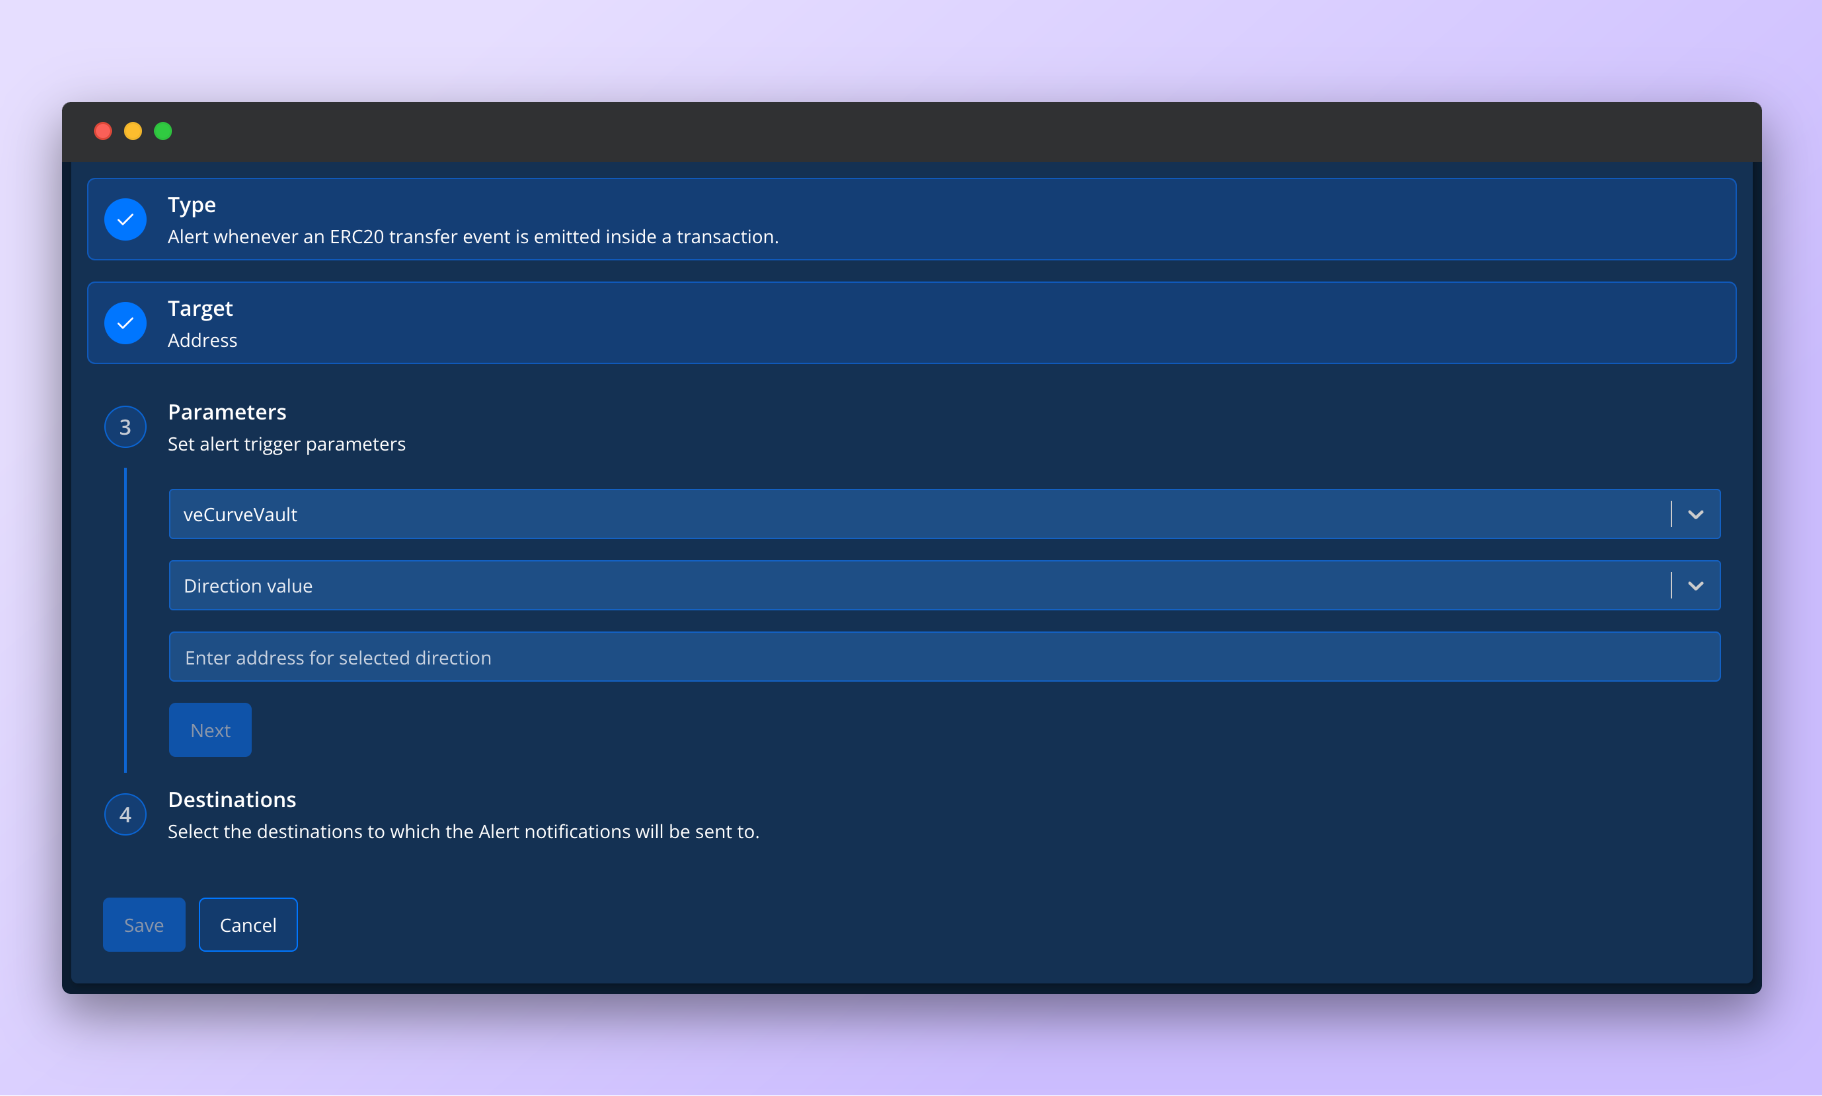 Type
Alert whenever an ERC20 transfer event is emitted inside a transaction.
Target
Address
3
Parameters
Set alert trigger parameters
veCurveVault
Direction value
Enter address for selected direction
Next
4
Destinations
Select the destinations to which the Alert notifications will be sent to.
Save
Cancel